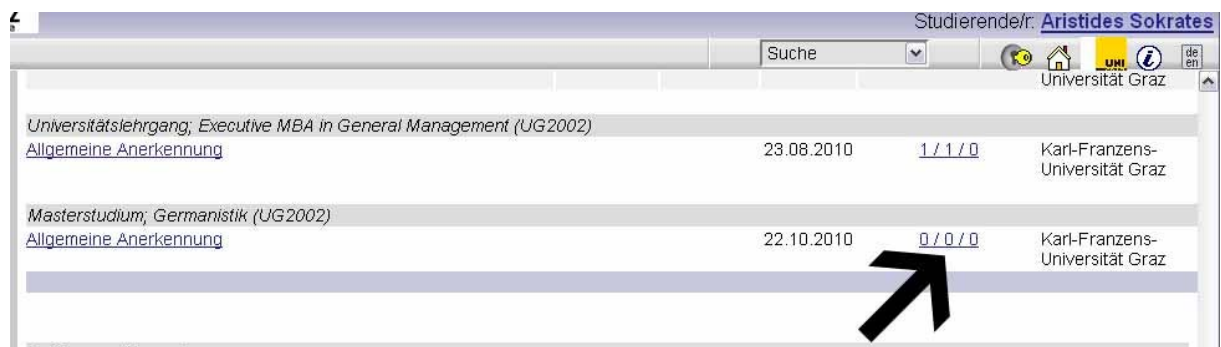 Studierende/r: Aristides Sokrates
Suche
UNI
de
en
Universität Graz
Universitätslehrgang; Executive MBA in General Management (UG2002)
Allgemeine Anerkennung 23.08.2010 1 / 1 / 0 Karl-Franzens-
Universität Graz
Masterstudium; Germanistik (UG2002)
Allgemeine Anerkennung 22.10.2010 0 / 0 / 0 Karl-Franzens-
Universität Graz